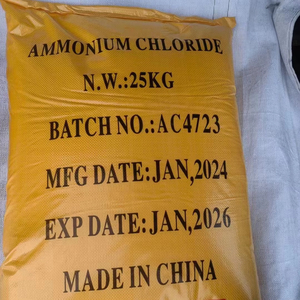 AMMONIUM CHLORIDE
N.W.:25KG
BATCH NO.:AC4723
MFG DATE:JAN,2024
EXP DATE:JAN,2026
MADE IN CHINA